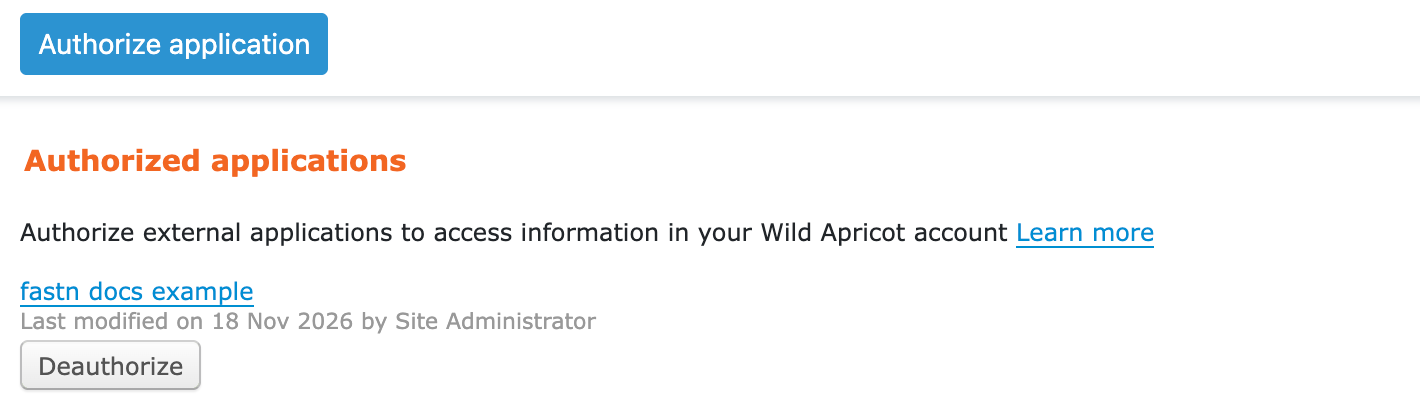 Authorize application
Authorized applications
Authorize external applications to access information in your Wild Apricot account Learn more
fastn docs example
Last modified on 18 Nov 2026 by Site Administrator
Deauthorize